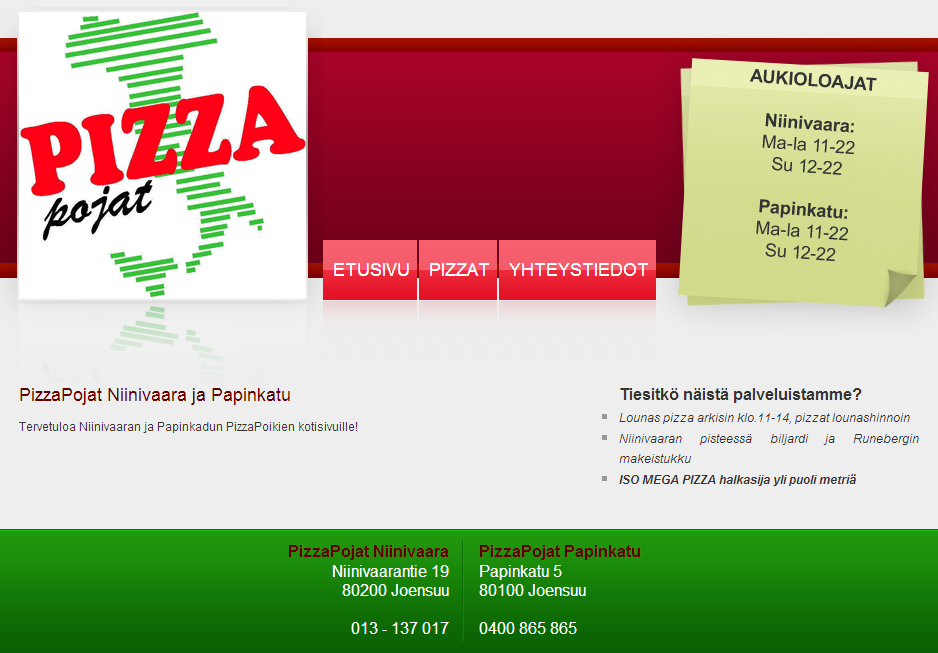 PIZZA
pojat
ETUSIVU
PIZZAT
YHTEYSTIEDOT
AUKIOLOAJAT
Niinivaara:
Ma-la 11-22
Su 12-22
Papinkatu:
Ma-la 11-22
Su 12-22
PizzaPojat Niinivaara ja Papinkatu
Tervetuloa Niinivaaran ja Papinkadun PizzaPoikien kotisivuille!
Tiesitkö näistä palveluistamme?
Lounas pizza arkisin klo.11-14, pizzat lounashinnoin
Niinivaaran pisteessä biljardi ja Runebergin
makeistukku
ISO MEGA PIZZA halkasija yli puoli metriä
PizzaPojat Niinivaara
Niinivaarantie 19
80200 Joensuu
013 - 137 017
PizzaPojat Papinkatu
Papinkatu 5
80100 Joensuu
0400 865 865